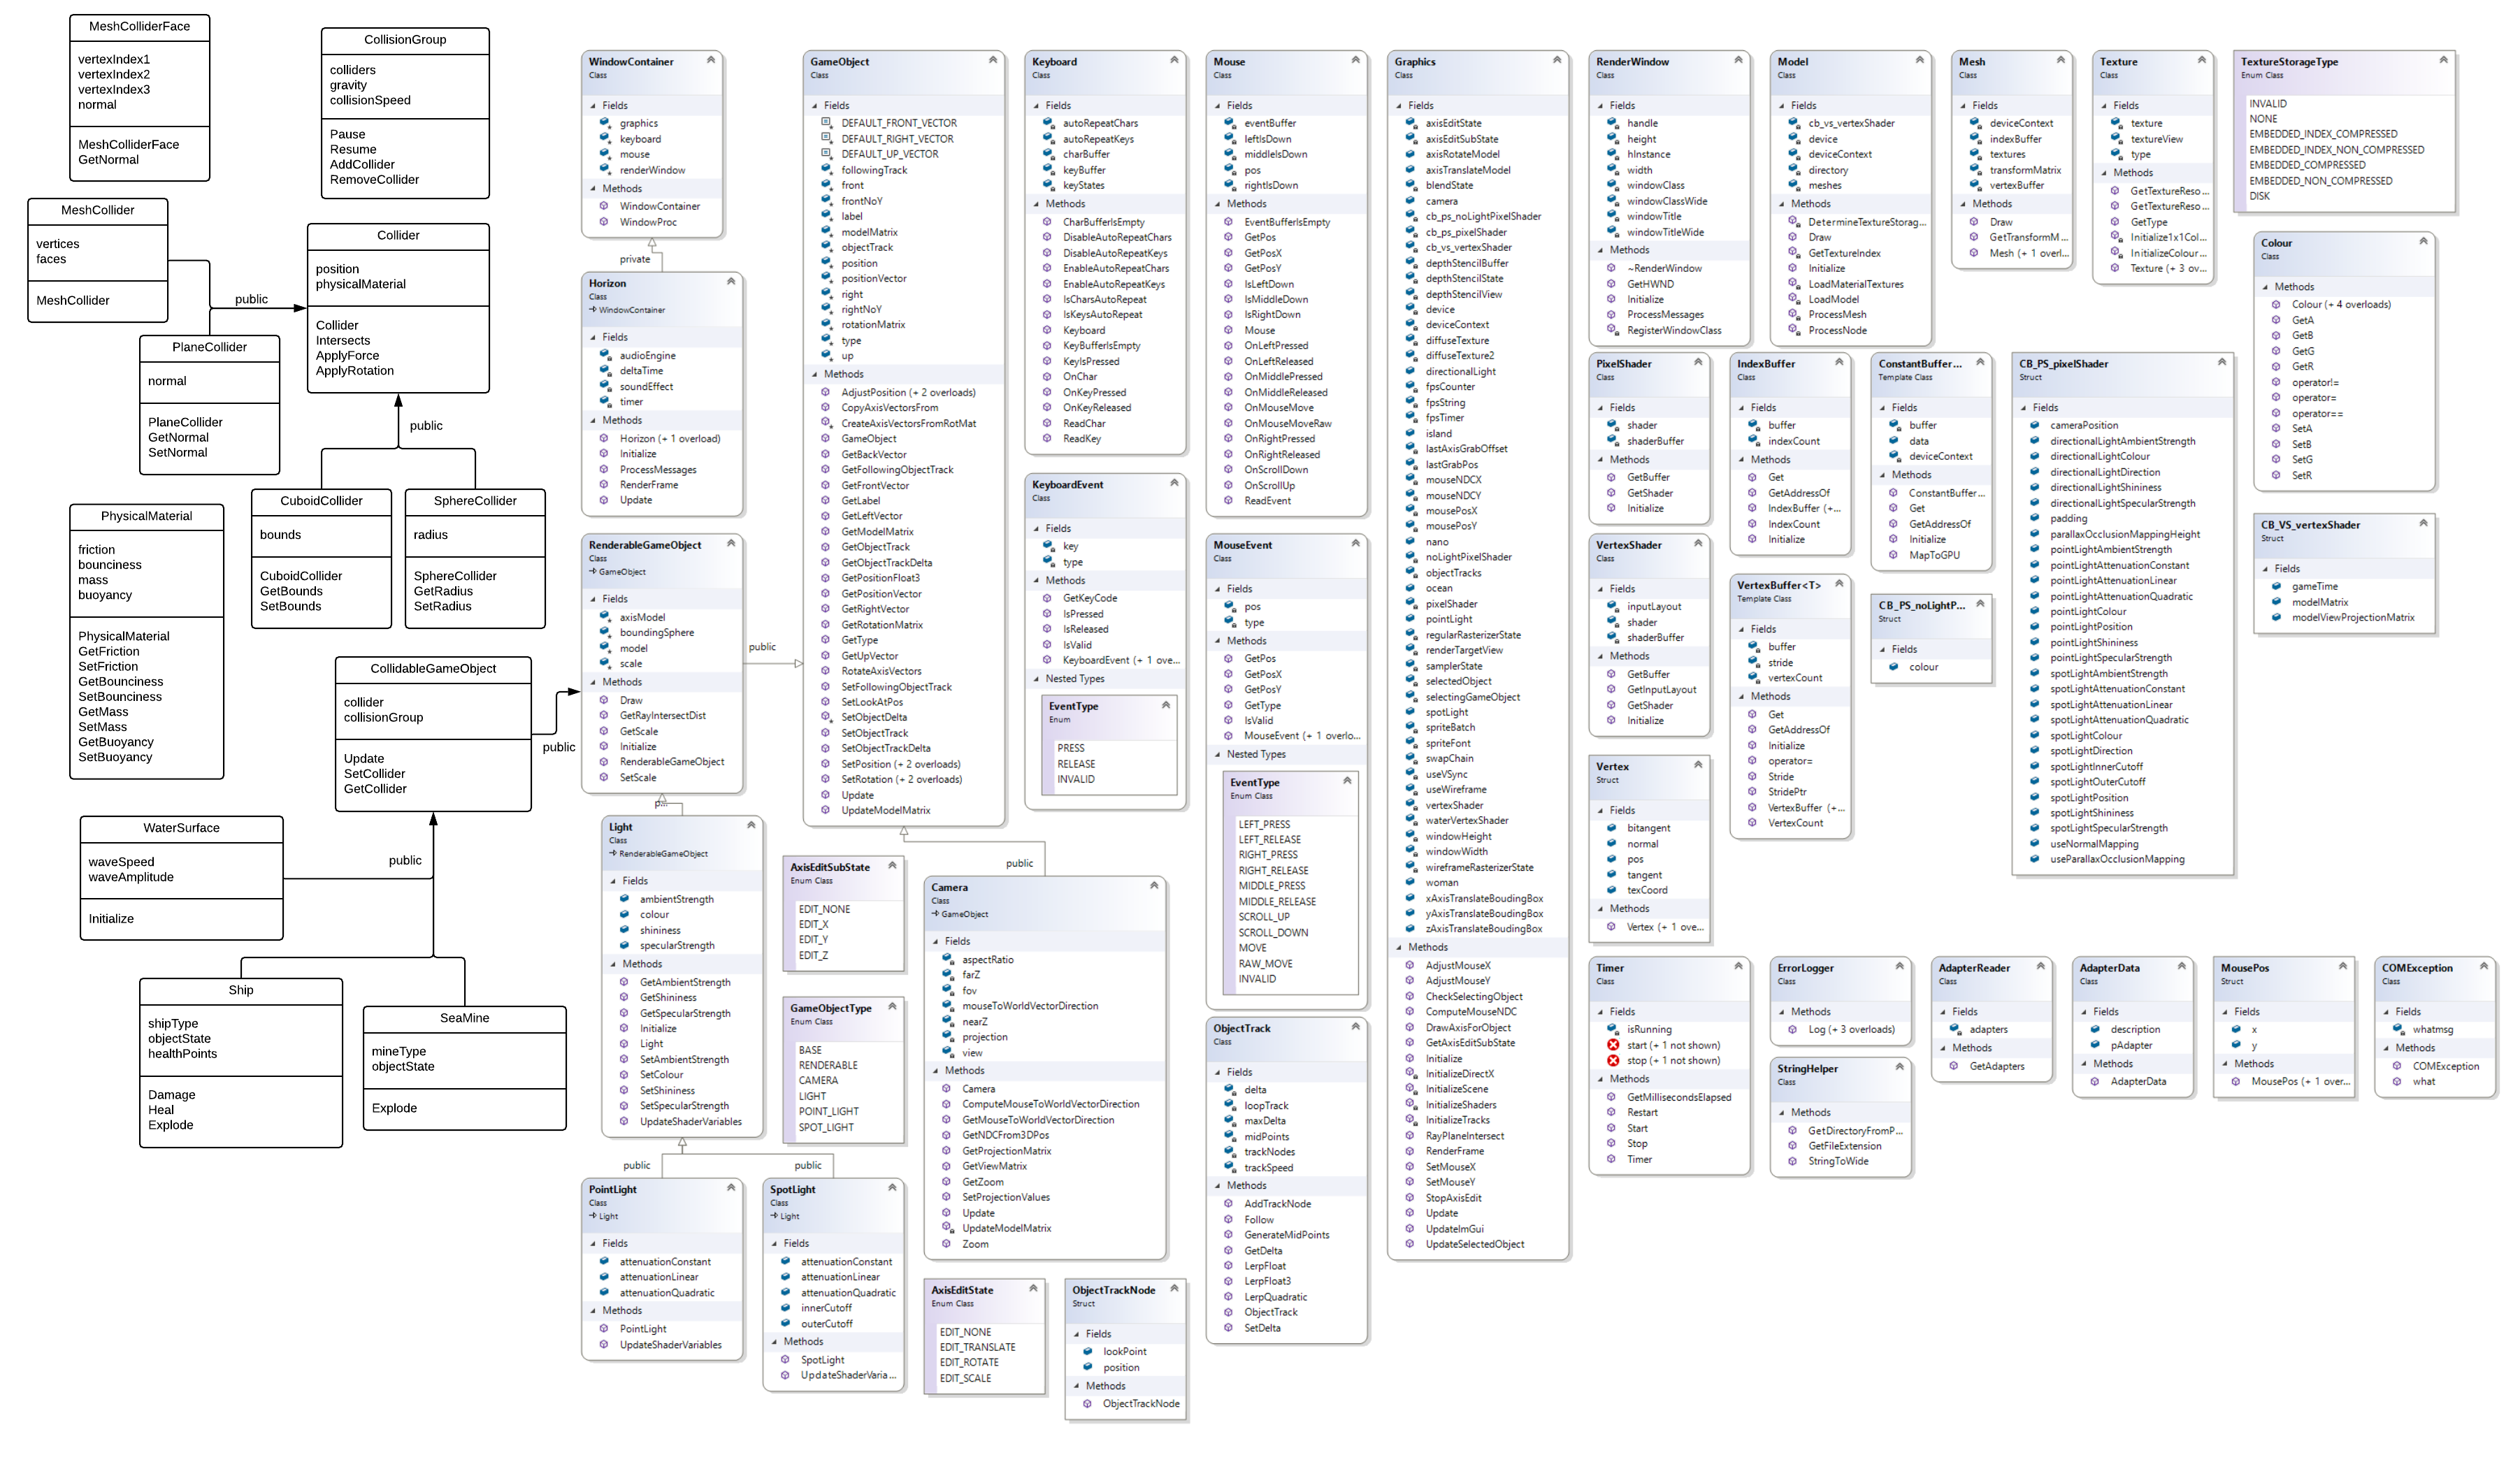 MeshColliderFace
vertexIndex1
vertexIndex2
vertexIndex3
normal
MeshColliderFace
GetNormal
CollisionGroup
colliders
gravity
collisionSpeed
Pause
Resume
AddCollider
RemoveCollider
MeshCollider
vertices
faces
MeshCollider
public
Collider
position
physicalMaterial
Collider
Intersects
ApplyForce
ApplyRotation
PlaneCollider
normal
PlaneCollider
GetNormal
SetNormal
public
CuboidCollider
bounds
CuboidCollider
GetBounds
SetBounds
SphereCollider
radius
SphereCollider
GetRadius
SetRadius
PhysicalMaterial
friction
bounciness
mass
buoyancy
PhysicalMaterial
GetFriction
SetFriction
GetBounciness
SetBounciness
GetMass
SetMass
GetBuoyancy
SetBuoyancy
CollidableGameObject
collider
collisionGroup
Update
SetCollider
GetCollider
public
WaterSurface
waveSpeed
waveAmplitude
Initialize
public
Ship
shipType
objectState
healthPoints
Damage
Heal
Explode
SeaMine
mineType
objectState
Explode
WindowContainer
Class
Fields
graphics
keyboard
mouse
renderWindow
Methods
WindowContainer
WindowProc
private
Horizon
Class
WindowContainer
Fields
audioEngine
deltaTime
soundEffect
timer
Methods
Horizon (+ 1 overload)
Initialize
ProcessMessages
RenderFrame
Update
RenderableGameObject
Class
GameObject
Fields
axisModel
boundingSphere
model
scale
Methods
Draw
GetRayIntersectDist
GetScale
Initialize
RenderableGameObject
SetScale
public
p...
Light
Class
RenderableGameObject
Fields
ambientStrength
colour
shininess
specularStrength
Methods
GetAmbientStrength
GetShininess
GetSpecularStrength
Initialize
Light
SetAmbientStrength
SetColour
SetShininess
SetSpecularStrength
UpdateShaderVariables
public
public
PointLight
Class
Light
Fields
attenuationConstant
attenuationLinear
attenuationQuadratic
Methods
PointLight
UpdateShaderVariables
SpotLight
Class
Light
Fields
attenuationConstant
attenuationLinear
attenuationQuadratic
innerCutoff
outerCutoff
Methods
SpotLight
UpdateShaderVaria...
GameObject
Class
Fields
DEFAULT_FRONT_VECTOR
DEFAULT_RIGHT_VECTOR
DEFAULT_UP_VECTOR
followingTrack
front
frontNoY
label
modelMatrix
objectTrack
position
positionVector
right
rightNoY
rotationMatrix
type
up
Methods
AdjustPosition (+ 2 overloads)
CopyAxisVectorsFrom
CreateAxisVectorsFromRotMat
GameObject
GetBackVector
GetFollowingObjectTrack
GetFrontVector
GetLabel
GetLeftVector
GetModelMatrix
GetObjectTrack
GetObjectTrackDelta
GetPositionFloat3
GetPositionVector
GetRightVector
GetRotationMatrix
GetType
GetUpVector
RotateAxisVectors
SetFollowingObjectTrack
SetLookAtPos
SetObjectDelta
SetObjectTrack
SetObjectTrackDelta
SetPosition (+ 2 overloads)
SetRotation (+ 2 overloads)
Update
UpdateModelMatrix
public
AxisEditSubState
Enum Class
EDIT_NONE
EDIT_X
EDIT_Y
EDIT_Z
GameObjectType
Enum Class
BASE
RENDERABLE
CAMERA
LIGHT
POINT_LIGHT
SPOT_LIGHT
Camera
Class
GameObject
Fields
aspectRatio
farZ
fov
mouseToWorldVectorDirection
nearZ
projection
view
Methods
Camera
ComputeMouseToWorldVectorDirection
GetMouseToWorldVectorDirection
GetNDCFrom3DPos
GetProjectionMatrix
GetViewMatrix
GetZoom
SetProjectionValues
Update
UpdateModelMatrix
Zoom
AxisEditState
Enum Class
EDIT_NONE
EDIT_TRANSLATE
EDIT_ROTATE
EDIT_SCALE
ObjectTrackNode
Struct
Fields
lookPoint
position
Methods
ObjectTrackNode
Keyboard
Class
Fields
autoRepeatChars
autoRepeatKeys
charBuffer
keyBuffer
keyStates
Methods
CharBufferIsEmpty
DisableAutoRepeatChars
DisableAutoRepeatKeys
EnableAutoRepeatChars
EnableAutoRepeatKeys
IsCharsAutoRepeat
IsKeysAutoRepeat
Keyboard
KeyBufferIsEmpty
KeyIsPressed
OnChar
OnKeyPressed
OnKeyReleased
ReadChar
ReadKey
KeyboardEvent
Class
Fields
key
type
Methods
GetKeyCode
IsPressed
IsReleased
IsValid
KeyboardEvent (+ 1 ove...
Nested Types
EventType
Enum
PRESS
RELEASE
INVALID
Mouse
Class
Fields
eventBuffer
leftIsDown
middleIsDown
pos
rightIsDown
Methods
EventBufferIsEmpty
GetPos
GetPosX
GetPosY
IsLeftDown
IsMiddleDown
IsRightDown
Mouse
OnLeftPressed
OnLeftReleased
OnMiddlePressed
OnMiddleReleased
OnMouseMove
OnMouseMoveRaw
OnRightPressed
OnRightReleased
OnScrollDown
OnScrollUp
ReadEvent
MouseEvent
Class
Fields
pos
type
Methods
GetPos
GetPosX
GetPosY
GetType
IsValid
MouseEvent (+ 1 overlo...
Nested Types
EventType
Enum Class
LEFT_PRESS
LEFT_RELEASE
RIGHT_PRESS
RIGHT_RELEASE
MIDDLE_PRESS
MIDDLE_RELEASE
SCROLL_UP
SCROLL_DOWN
MOVE
RAW_MOVE
INVALID
ObjectTrack
Class
Fields
delta
loopTrack
maxDelta
midPoints
trackNodes
trackSpeed
Methods
AddTrackNode
Follow
GenerateMidPoints
GetDelta
LerpFloat
LerpFloat3
LerpQuadratic
ObjectTrack
SetDelta
Graphics
Class
Fields
axisEditState
axisEditSubState
axisRotateModel
axisTranslateModel
blendState
camera
cb_ps_noLightPixelShader
cb_ps_pixelShader
cb_vs_vertexShader
depthStencilBuffer
depthStencilState
depthStencilView
device
deviceContext
diffuseTexture
diffuseTexture2
directionalLight
fpsCounter
fpsString
fpsTimer
island
lastAxisGrabOffset
lastGrabPos
mouseNDCX
mouseNDCY
mousePosX
mousePosY
nano
noLightPixelShader
objectTracks
ocean
pixelShader
pointLight
regularRasterizerState
renderTargetView
samplerState
selectedObject
selectingGameObject
spotLight
spriteBatch
spriteFont
swapChain
useVSync
useWireframe
vertexShader
waterVertexShader
windowHeight
windowWidth
wireframeRasterizerState
woman
xAxisTranslateBoudingBox
yAxisTranslateBoudingBox
zAxisTranslateBoudingBox
Methods
AdjustMouseX
AdjustMouseY
CheckSelectingObject
ComputeMouseNDC
DrawAxisForObject
GetAxisEditSubState
Initialize
InitializeDirectX
InitializeScene
InitializeShaders
InitializeTracks
RayPlaneIntersect
RenderFrame
SetMouseX
SetMouseY
StopAxisEdit
Update
UpdateImGui
UpdateSelectedObject
RenderWindow
Class
Fields
handle
height
hInstance
width
windowClass
windowClassWide
windowTitle
windowTitleWide
Methods
~RenderWindow
GetHWND
Initialize
ProcessMessages
RegisterWindowClass
Model
Class
Fields
cb_vs_vertexShader
device
deviceContext
directory
meshes
Methods
DetermineTextureStorag...
Draw
GetTextureIndex
Initialize
LoadMaterialTextures
LoadModel
ProcessMesh
ProcessNode
Mesh
Class
Fields
deviceContext
indexBuffer
textures
transformMatrix
vertexBuffer
Methods
Draw
GetTransformM...
Mesh (+ 1 overl...
Texture
Class
Fields
texture
textureView
type
Methods
GetTextureReso...
GetTextureReso...
GetType
Initialize1x1Col...
InitializeColour...
Texture (+ 3 ov...
TextureStorageType
Enum Class
INVALID
NONE
EMBEDDED_INDEX_COMPRESSED
EMBEDDED_INDEX_NON_COMPRESSED
EMBEDDED_COMPRESSED
EMBEDDED_NON_COMPRESSED
DISK
Colour
Class
Methods
Colour (+ 4 overloads)
GetA
GetB
GetG
GetR
operator!=
operator=
operator==
SetA
SetB
SetG
SetR
PixelShader
Class
Fields
shader
shaderBuffer
Methods
GetBuffer
GetShader
Initialize
IndexBuffer
Class
Fields
buffer
indexCount
Methods
Get
GetAddressOf
IndexBuffer (+...
IndexCount
Initialize
ConstantBuffer...
Template Class
Fields
buffer
data
deviceContext
Methods
ConstantBuffer...
Get
GetAddressOf
Initialize
MapToGPU
CB_PS_pixelShader
Struct
Fields
cameraPosition
directionalLightAmbientStrength
directionalLightColour
directionalLightDirection
directionalLightShininess
directionalLightSpecularStrength
padding
parallaxOcclusionMappingHeight
pointLightAmbientStrength
pointLightAttenuationConstant
pointLightAttenuationLinear
pointLightAttenuationQuadratic
pointLightColour
pointLightPosition
pointLightShininess
pointLightSpecularStrength
spotLightAmbientStrength
spotLightAttenuationConstant
spotLightAttenuationLinear
spotLightAttenuationQuadratic
spotLightColour
spotLightDirection
spotLightInnerCutoff
spotLightOuterCutoff
spotLightPosition
spotLightShininess
spotLightSpecularStrength
useNormalMapping
useParallaxOcclusionMapping
CB_VS_vertexShader
Struct
Fields
gameTime
modelMatrix
modelViewProjectionMatrix
VertexShader
Class
Fields
inputLayout
shader
shaderBuffer
Methods
GetBuffer
GetInputLayout
GetShader
Initialize
VertexBuffer<T>
Template Class
Fields
buffer
stride
vertexCount
Methods
Get
GetAddressOf
Initialize
operator=
Stride
StridePtr
VertexBuffer (+...
VertexCount
CB_PS_noLightP...
Struct
Fields
colour
Vertex
Struct
Fields
bitangent
normal
pos
tangent
texCoord
Methods
Vertex (+ 1 ove...
Timer
Class
Fields
isRunning
start (+ 1 not shown)
stop (+ 1 not shown)
Methods
GetMillisecondsElapsed
Restart
Start
Stop
Timer
ErrorLogger
Class
Methods
Log (+ 3 overloads)
StringHelper
Class
Methods
GetDirectoryFromP...
GetFileExtension
StringToWide
AdapterReader
Class
Fields
adapters
Methods
GetAdapters
AdapterData
Class
Fields
description
pAdapter
Methods
AdapterData
MousePos
Struct
Fields
x
y
Methods
MousePos (+ 1 over...
COMException
Class
Fields
whatmsg
Methods
COMException
what